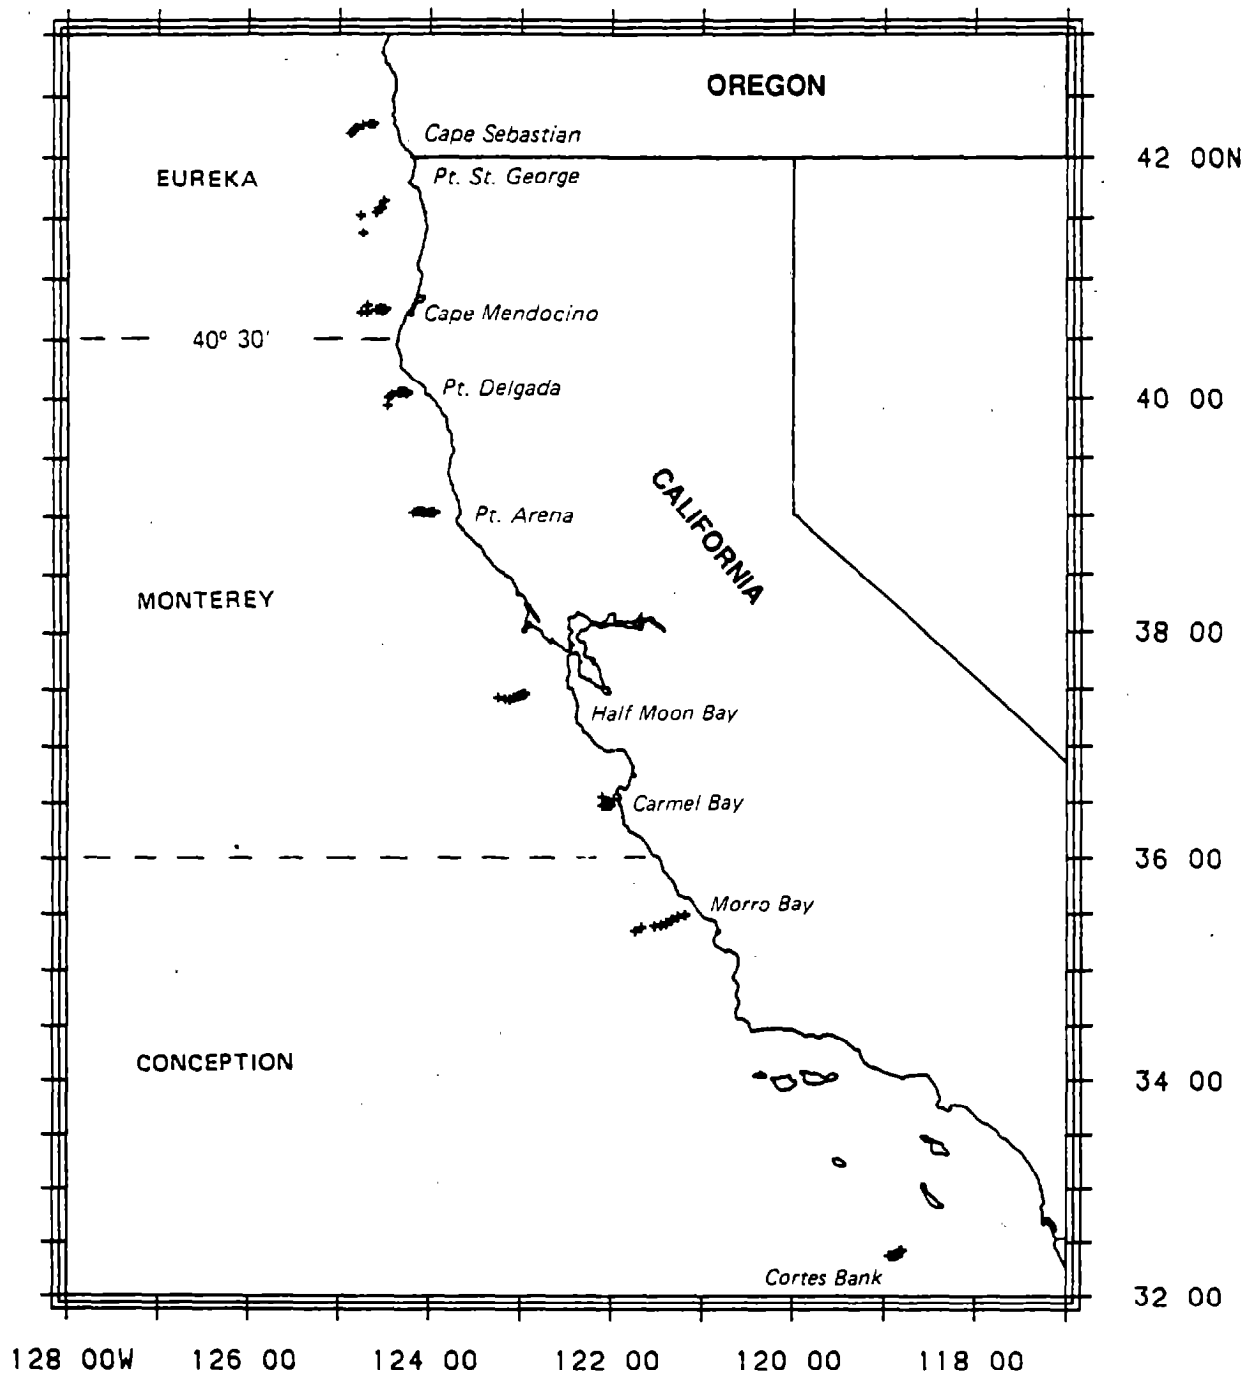 OREGON
Cape Sebastian
42 00N
Pt. St. George
EUREKA
Cape Mendocino
40º 30'
Pt. Delgada
40 00
CALIFORNIA
Pt. Arena
MONTEREY
38 00
Half Moon Bay
Carmel Bay
36 00
Morro Bay
CONCEPTION
34 00
Cortes Bank
32 00
128 00W 126 00 124 00 122 00 120 00 118 00